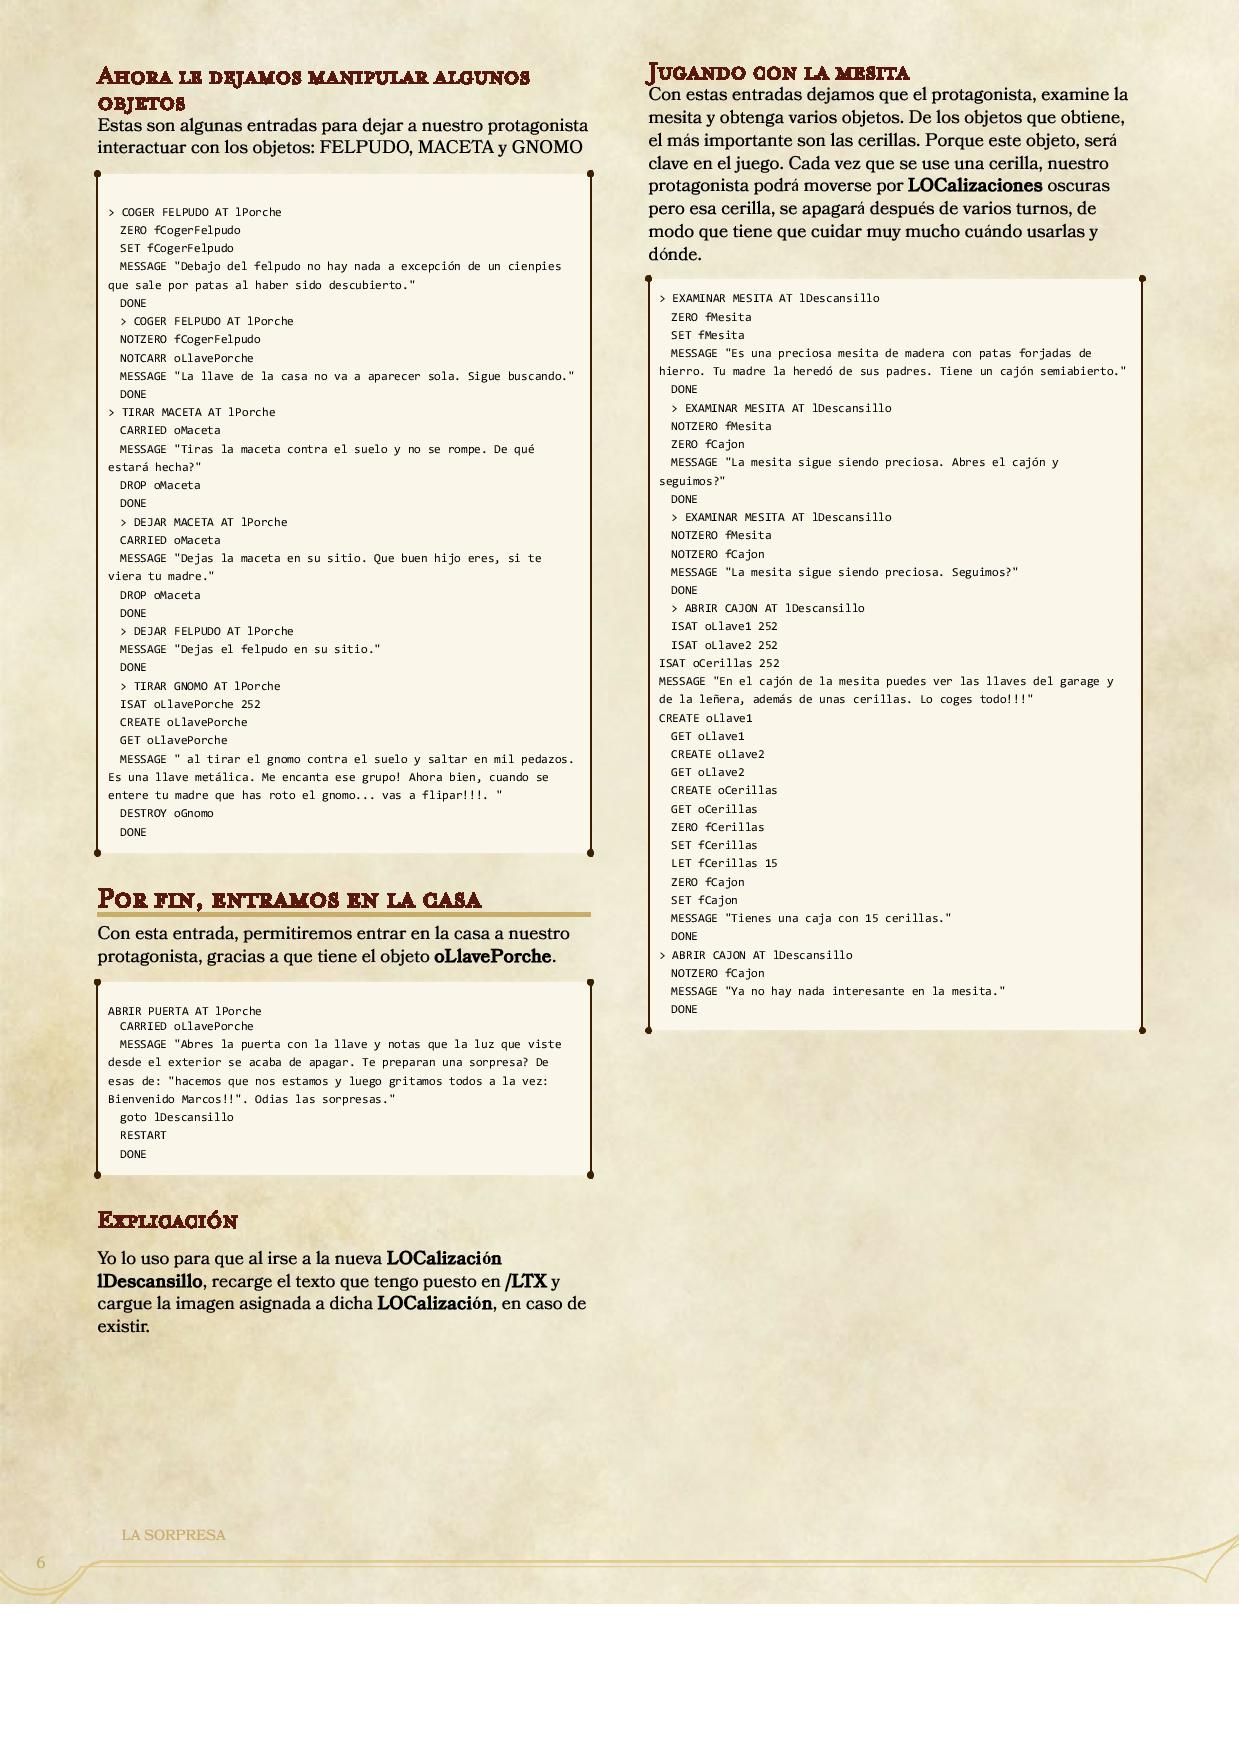 Ahora le dejamos manipular algunos
objetos
Estas son algunas entradas para dejar a nuestro protagonista
interactuar con los objetos: FELPUDO, MACETA y GNOMO
> COGER FELPUDO AT lPorche
ZERO fCogerFelpudo
SET fCogerFelpudo
MESSAGE "Debajo del felpudo no hay nada a excepción de un cienpies
que sale por patas al haber sido descubierto."
DONE
> COGER FELPUDO AT lPorche
NOTZERO fCogerFelpudo
NOTCARR oLlavePorche
MESSAGE "La llave de la casa no va a aparecer sola. Sigue buscando."
DONE
> TIRAR MACETA AT lPorche
CARRIED oMaceta
MESSAGE "Tiras la maceta contra el suelo y no se rompe. De qué
estará hecha?"
DROP oMaceta
DONE
> DEJAR MACETA AT lPorche
CARRIED oMaceta
MESSAGE "Dejas la maceta en su sitio. Que buen hijo eres, si te
viera tu madre."
DROP oMaceta
DONE
> DEJAR FELPUDO AT lPorche
MESSAGE "Dejas el felpudo en su sitio."
DONE
> TIRAR GNOMO AT lPorche
ISAT oLlavePorche 252
CREATE oLlavePorche
GET oLlavePorche
MESSAGE " al tirar el gnomo contra el suelo y saltar en mil pedazos.
Es una llave metálica. Me encanta ese grupo! Ahora bien, cuando se
entere tu madre que has roto el gnomo... vas a flipar!!!. "
DESTROY oGnomo
DONE
Por fin, entramos en la casa
Con esta entrada, permitiremos entrar en la casa a nuestro
protagonista, gracias a que tiene el objeto oLlavePorche.
ABRIR PUERTA AT lPorche
CARRIED oLlavePorche
MESSAGE "Abres la puerta con la llave y notas que la luz que viste
desde el exterior se acaba de apagar. Te preparan una sorpresa? De
esas de: "hacemos que nos estamos y luego gritamos todos a la vez:
Bienvenido Marcos!!". Odias las sorpresas."
goto lDescansillo
RESTART
DONE
Explicación
Yo lo uso para que al irse a la nueva LOCalización
lDescansillo, recarge el texto que tengo puesto en /LTX y
cargue la imagen asignada a dicha LOCalización, en caso de
existir.
Jugando con la mesita
Con estas entradas dejamos que el protagonista, examine la
mesita y obtenga varios objetos. De los objetos que obtiene,
el más importante son las cerillas. Porque este objeto, será
clave en el juego. Cada vez que se use una cerilla, nuestro
protagonista podrá moverse por LOCalizaciones oscuras
pero esa cerilla, se apagará después de varios turnos, de
modo que tiene que cuidar muy mucho cuándo usarlas y
dónde.
> EXAMINAR MESITA AT lDescansillo
ZERO fMesita
SET fMesita
MESSAGE "Es una preciosa mesita de madera con patas forjadas de
hierro. Tu madre la heredó de sus padres. Tiene un cajón semiabierto."
DONE
> EXAMINAR MESITA AT lDescansillo
NOTZERO fMesita
ZERO fCajon
MESSAGE "La mesita sigue siendo preciosa. Abres el cajón y
seguimos?"
DONE
> EXAMINAR MESITA AT lDescansillo
NOTZERO fMesita
NOTZERO fCajon
MESSAGE "La mesita sigue siendo preciosa. Seguimos?"
DONE
> ABRIR CAJON AT lDescansillo
ISAT oLlave1 252
ISAT oLlave2 252
ISAT oCerillas 252
MESSAGE "En el cajón de la mesita puedes ver las llaves del garage y
de la leñera, además de unas cerillas. Lo coges todo!!!"
CREATE oLlave1
GET oLlave1
CREATE oLlave2
GET oLlave2
CREATE oCerillas
GET oCerillas
ZERO fCerillas
SET fCerillas
LET fCerillas 15
ZERO fCajon
SET fCajon
MESSAGE "Tienes una caja con 15 cerillas."
DONE
> ABRIR CAJON AT lDescansillo
NOTZERO fCajon
MESSAGE "Ya no hay nada interesante en la mesita."
DONE
LA SORPRESA
6